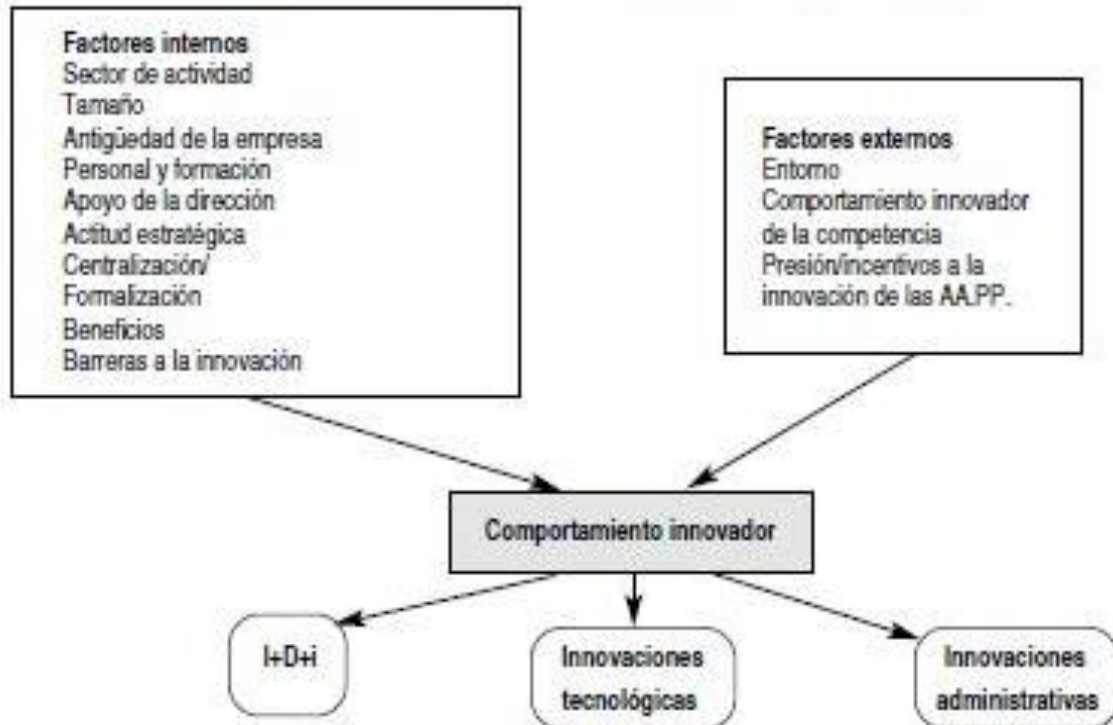 Factores internos
Sector de actividad
Tamaño
Antigüedad de la empresa
Personal y formación
Apoyo de la dirección
Actitud estratégica
Centralización/
Formalización
Beneficios
Barreras a la innovación
Factores externos
Entorno
Comportamiento innovador
de la competencia
Presión/incentivos a la
innovación de las AA.PP.
Comportamiento innovador
I+D+i
Innovaciones
tecnológicas
Innovaciones
administrativas